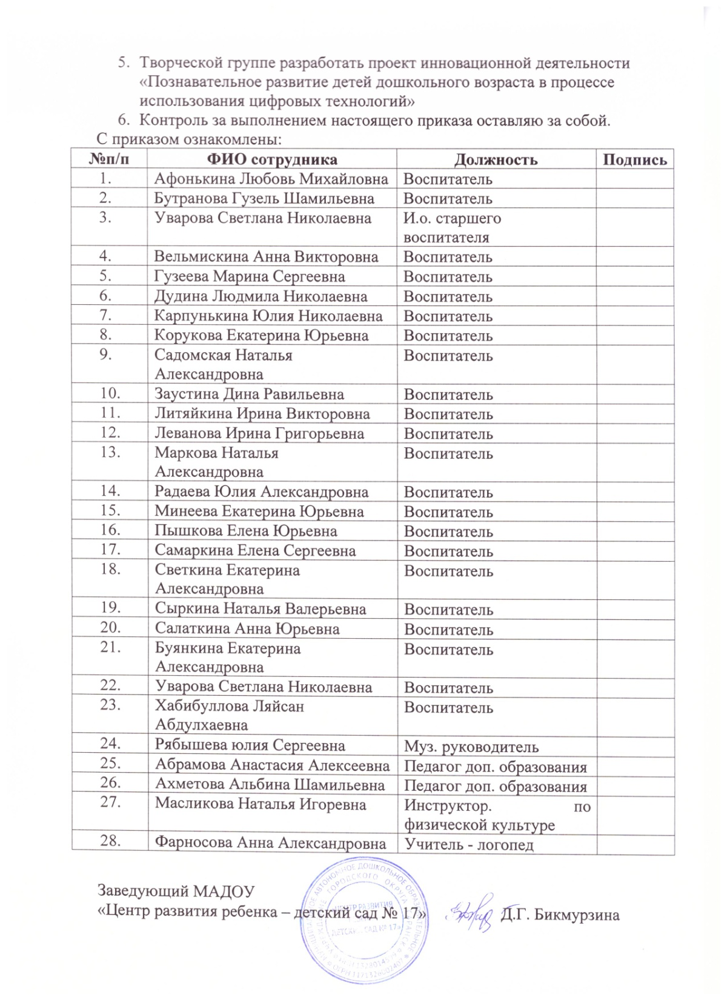 5. Творческой группе разработать проект инновационной деятельности
«Познавательное развитие детей дошкольного возраста в процессе
использования цифровых технологий»
6. Контроль за выполнением настоящего приказа оставляю за собой.
С приказом ознакомлены:
№п/п ФИО сотрудника Должность Подпись
1. Афонькина Любовь Михайловна Воспитатель
2. Бутранова Гузель Шамильевна Воспитатель
3. Уварова Светлана Николаевна И.о. старшего
воспитателя
4. Вельмискина Анна Викторовна Воспитатель
5. Гузеева Марина Сергеевна Воспитатель
6. Дудина Людмила Николаевна Воспитатель
7. Карпунькина Юлия Николаевна Воспитатель
8. Корукова Екатерина Юрьевна Воспитатель
9. Садомская Наталья Воспитатель
Александровна
10. Заустина Дина Равильевна Воспитатель
11. Литяйкина Ирина Викторовна Воспитатель
12. Леванова Ирина Григорьевна Воспитатель
13. Маркова Наталья Воспитатель
Александровна
14. Радаева Юлия Александровна Воспитатель
15. Минеева Екатерина Юрьевна Воспитатель
16. Пышкова Елена Юрьевна Воспитатель
17. Самаркина Елена Сергеевна Воспитатель
18. Светкина Екатерина Воспитатель
Александровна
19. Сыркина Наталья Валерьевна Воспитатель
20. Салаткина Анна Юрьевна Воспитатель
21. Буянкина Екатерина Воспитатель
Александровна
22. Уварова Светлана Николаевна Воспитатель
23. Хабибуллова Ляйсан Воспитатель
Абдулхаевна
24. Рябышева юлия Сергеевна Муз. руководитель
25. Абрамова Анастасия Алексеевна Педагог доп. образования
26. Ахметова Альбина Шамильевна Педагог доп. образования
27. Масликова Наталья Игоревна Инструктор. по
физической культуре
28. Фарносова Анна Александровна Учитель - логопед
Заведующий МАДОУ
«Центр развития ребенка – детский сад № 17» Д.Г. Бикмурзина
АВТОНОМНОЕ ДОШКОЛЬНОЕ ОБРАЗОВАТЕЛЬНОЕ
ГОРОДСКОГО ОКРУГА
РАЗВИТИЯ
САД № 17»